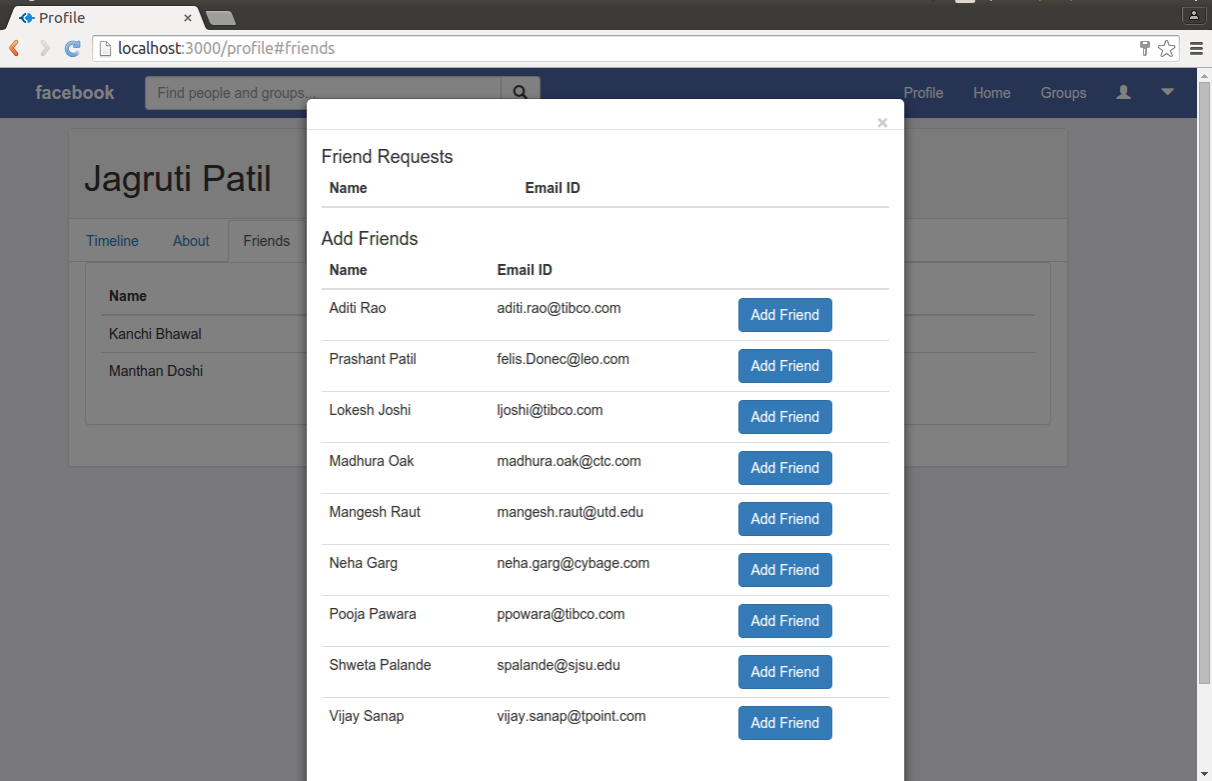 Profile ×
localhost:3000/profile#friends
facebook Find people and groups... Profile Home Groups
×
Jagruti Patil
Timeline About Friends
Name
Kanchi Bhawal
Manthan Doshi
Friend Requests
Name Email ID
Add Friends
Name Email ID
Aditi Rao aditi.rao@tibco.com Add Friend
Prashant Patil felis.Donec@leo.com Add Friend
Lokesh Joshi ljoshi@tibco.com Add Friend
Madhura Oak madhura.oak@ctc.com Add Friend
Mangesh Raut mangesh.raut@utd.edu Add Friend
Neha Garg neha.garg@cybage.com Add Friend
Pooja Pawara ppowara@tibco.com Add Friend
Shweta Palande spalande@sjsu.edu Add Friend
Vijay Sanap vijay.sanap@tpoint.com Add Friend